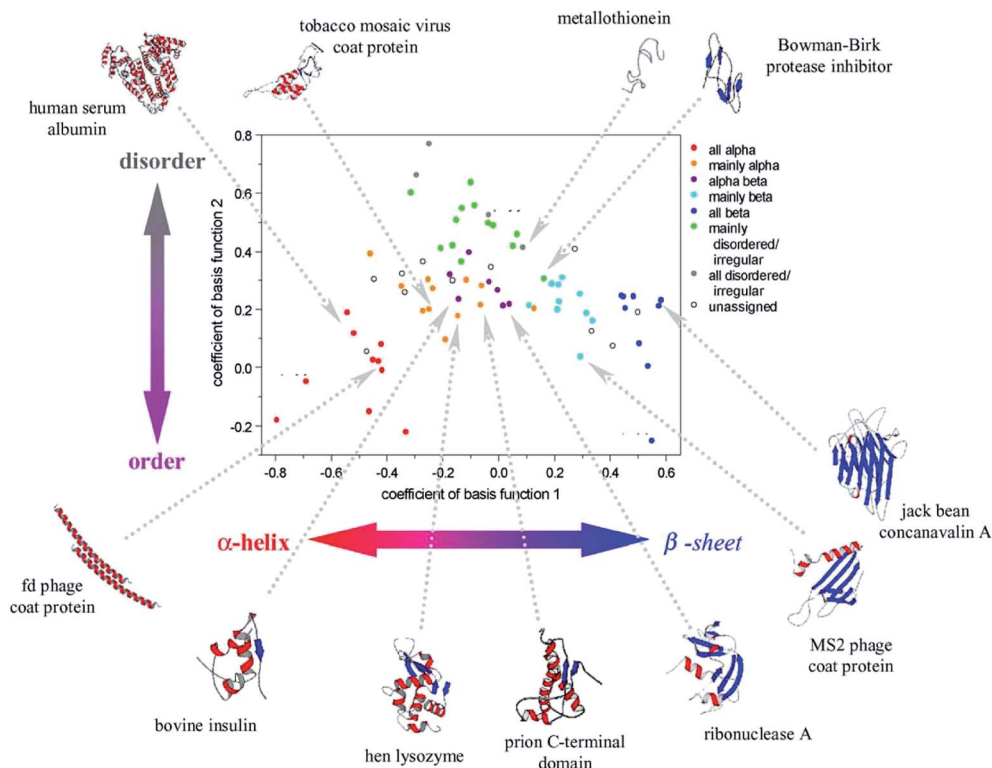 tobacco mosaic virus
coat protein
metallothionein
Bowman-Birk
protease inhibitor
human serum
albumin
disorder
order
0.8
0.6
0.4
0.2
0.0
-0.2
coefficient of basis function 2
-0.8
-0.6
-0.4
-0.2
0.0
0.2
0.4
0.6
coefficient of basis function 1
all alpha
mainly alpha
alpha beta
mainly beta
all beta
mainly
disordered/
irregular
all disordered/
irregular
unassigned
α-helix
β -sheet
jack bean
concanavalin A
fd phage
coat protein
MS2 phage
coat protein
bovine insulin
hen lysozyme
prion C-terminal
domain
ribonuclease A